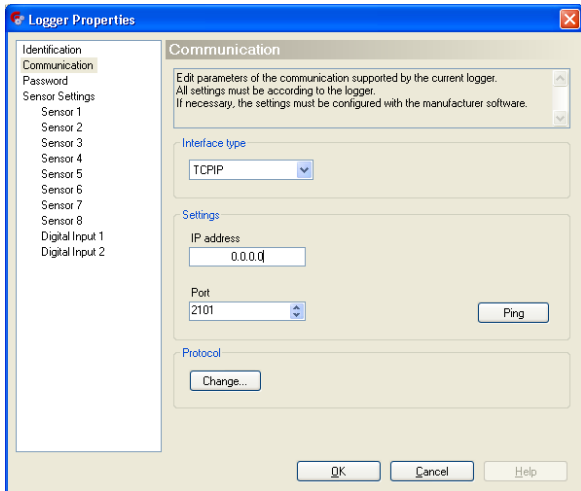 Logger Properties
Identification
Communication
Password
Sensor Settings
Sensor 1
Sensor 2
Sensor 3
Sensor 4
Sensor 5
Sensor 6
Sensor 7
Sensor 8
Digital Input 1
Digital Input 2
Communication
Edit parameters of the communication supported by the current logger.
All settings must be according to the logger.
If necessary, the settings must be configured with the manufacturer software.
Interface type
TCPIP
Settings
IP address
0.0.0.0
Port
2101
Ping
Protocol
Change...
OK
Cancel
Help